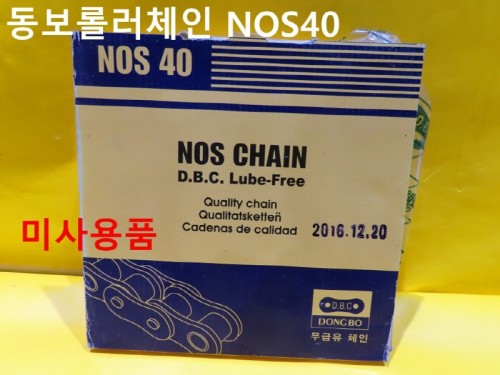 동보롤러체인 NOS40
NOS 40
NOS CHAIN
D.B.C. Lube-Free
Quality chain
Qualitatsketteñ
Cadenas de calidad
2016.12.20
미사용품
D.B.C
DONGBO
무급유 체인